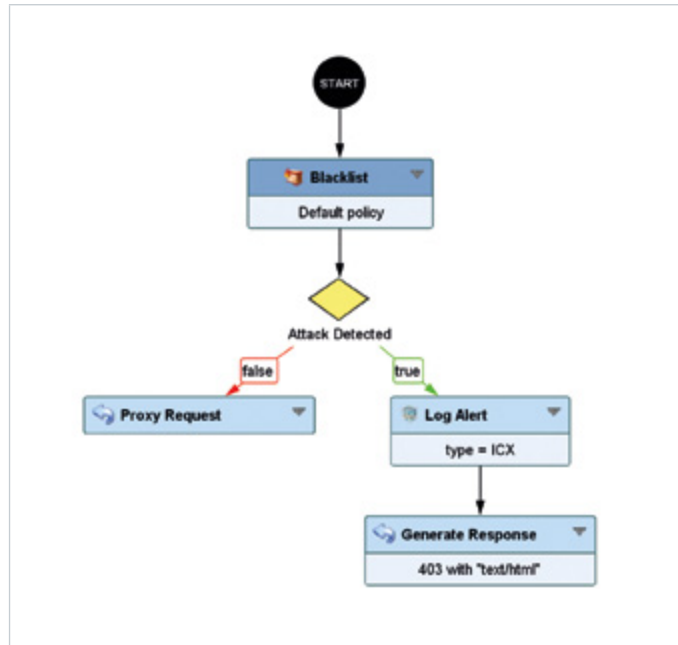 START
Blacklist
Default policy
Attack Detected
false
true
Proxy Request
Log Alert
type = ICX
Generate Response
403 with "text/html"